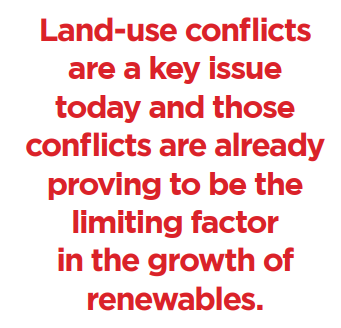 Land-use conflicts
are a key issue
today and those
conflicts are already
proving to be the
limiting factor
in the growth of
renewables.